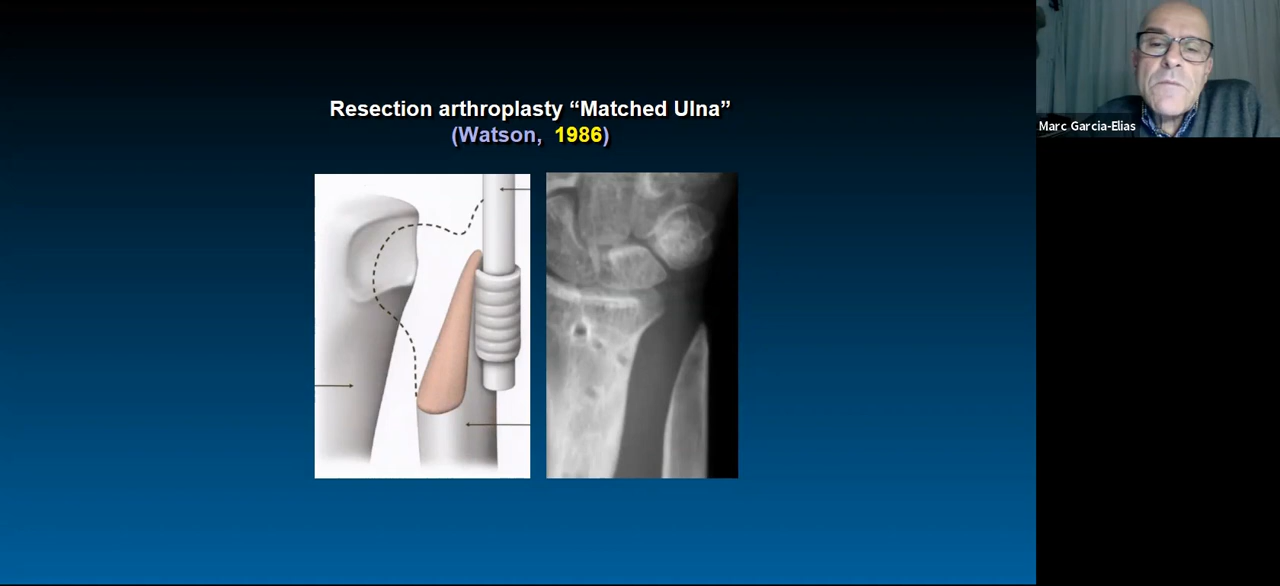 Resection arthroplasty “Matched Ulna”
(Watson, 1986)
Marc Garcia-Elias